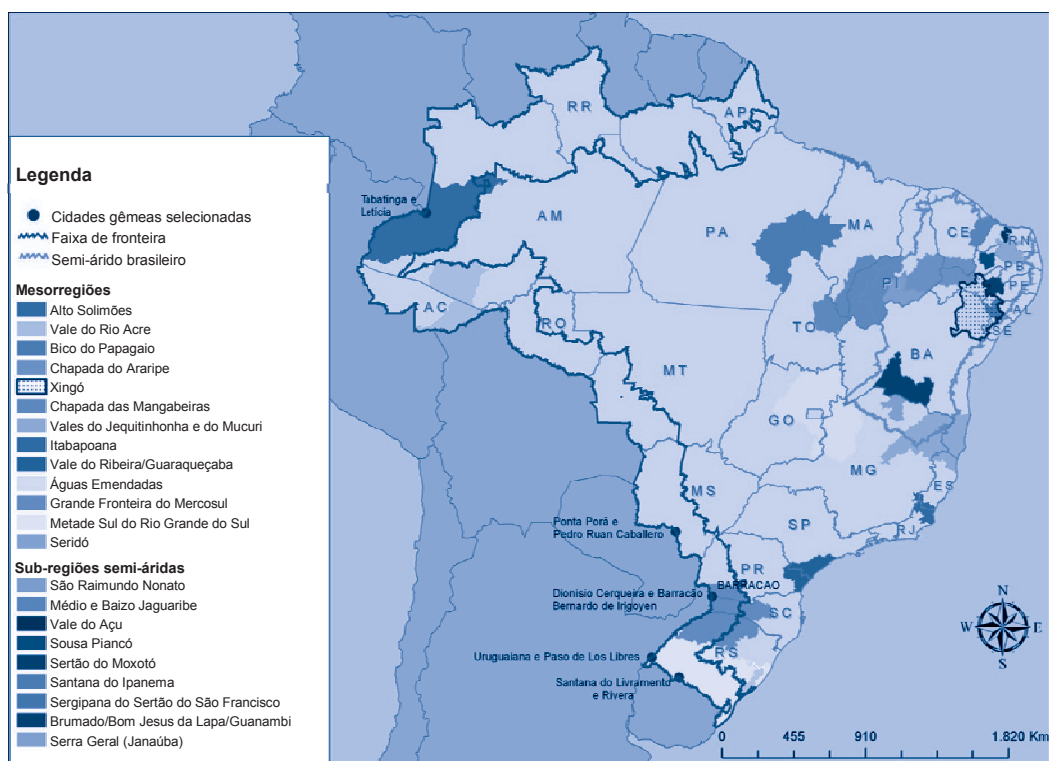 Legenda
Cidades gêmeas selecionadas
Faixa de fronteira
Semi-árido brasileiro
Mesorregiões
Alto Solimões
Vale do Rio Acre
Bico do Papagaio
Chapada do Araripe
Xingó
Chapada das Mangabeiras
Vales do Jequitinhonha e do Mucuri
Itabapoana
Vale do Ribeira/Guaraqueçaba
Águas Emendadas
Grande Fronteira do Mercosul
Metade Sul do Rio Grande do Sul
Seridó
Sub-regiões semi-áridas
São Raimundo Nonato
Médio e Baizo Jaguaribe
Vale do Açu
Sousa Piancó
Sertão do Moxotó
Santana do Ipanema
Sergipana do Sertão do São Francisco
Brumado/Bom Jesus da Lapa/Guanambi
Serra Geral (Janaúba)
RR
AP
Tabatinga e
Letícia
AM
PA
MA
CE
RN
PB
PE
AL
SE
PI
AC
RO
TO
BA
MT
GO
MG
ES
MS
SP
RJ
Ponta Porá e
Pedro Ruan Caballero
PR
BARRACAO
Dionisio Cerqueira e Barracão
Bernardo de Irigoyen
SC
RS
Uruguaiana e Paso de Los Libres
Santana do Livramento
e Rivera
N
W
E
S
0 455 910 1.820 Km